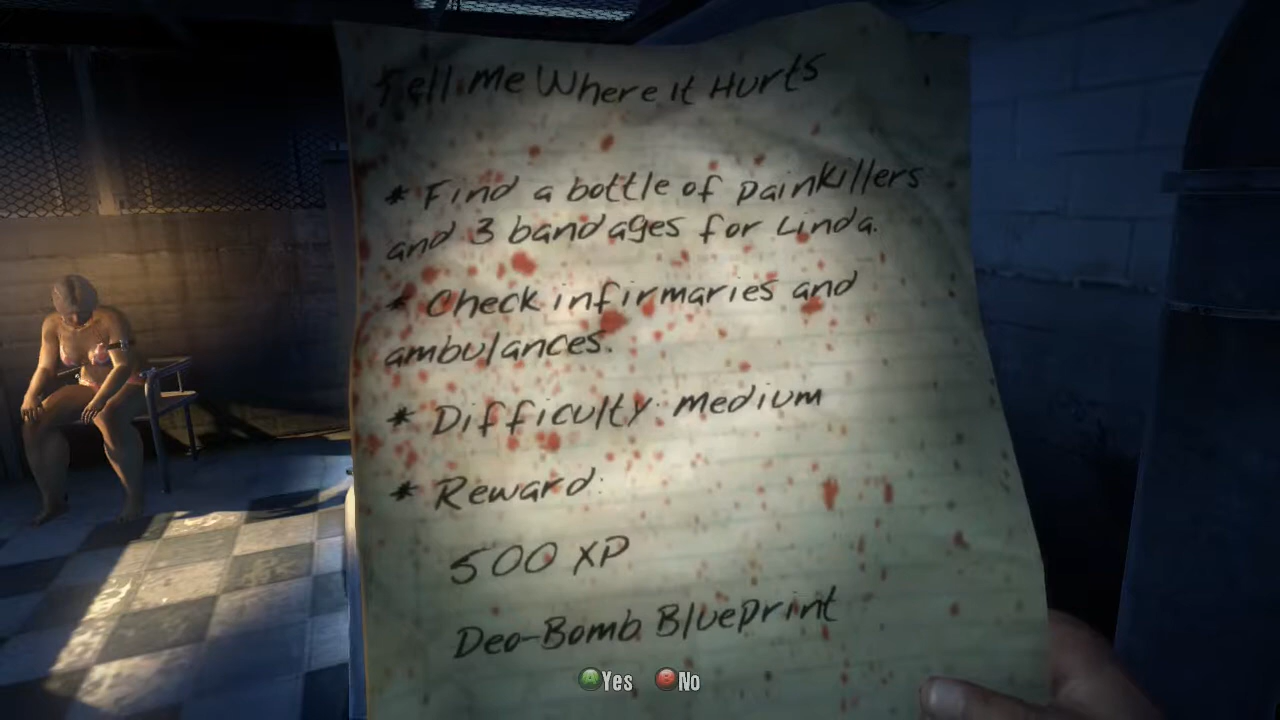 Tell me Where it Hurts
* Find a bottle of painkillers
and 3 bandages for Linda.
* Check infirmaries and
ambulances.
* Difficulty: medium
* Reward:
500 XP
Deo-Bomb Blueprint
A Yes B No